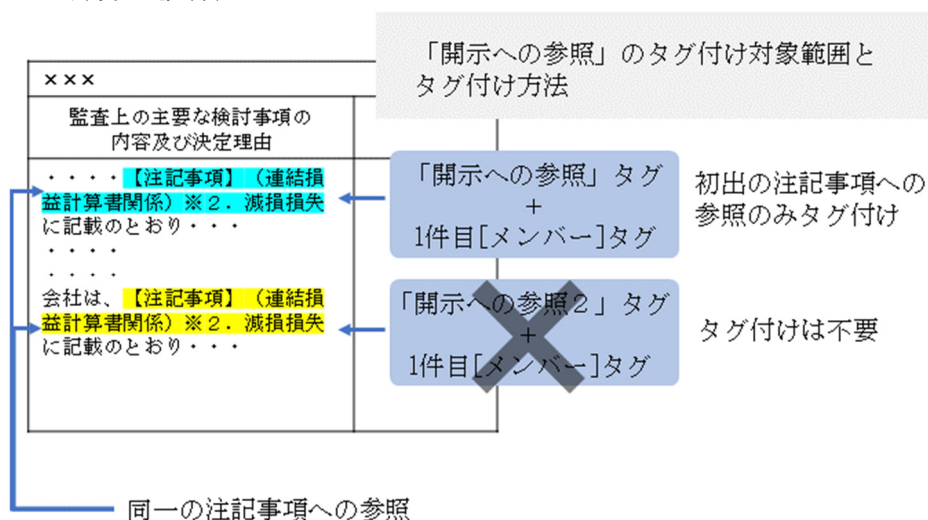 「開示への参照」のタグ付け対象範囲と
タグ付け方法
×××
監査上の主要な検討事項の
内容及び決定理由
・・・・【注記事項】（連結損
益計算書関係）※２．減損損失
に記載のとおり・・・
・・・・
・・・・
会社は、【注記事項】（連結損
益計算書関係）※２．減損損失
に記載のとおり・・・
「開示への参照」タグ
+
1件目[メンバー]タグ
初出の注記事項への
参照のみタグ付け
「開示への参照２」タグ
+
1件目[メンバー]タグ
タグ付けは不要
同一の注記事項への参照